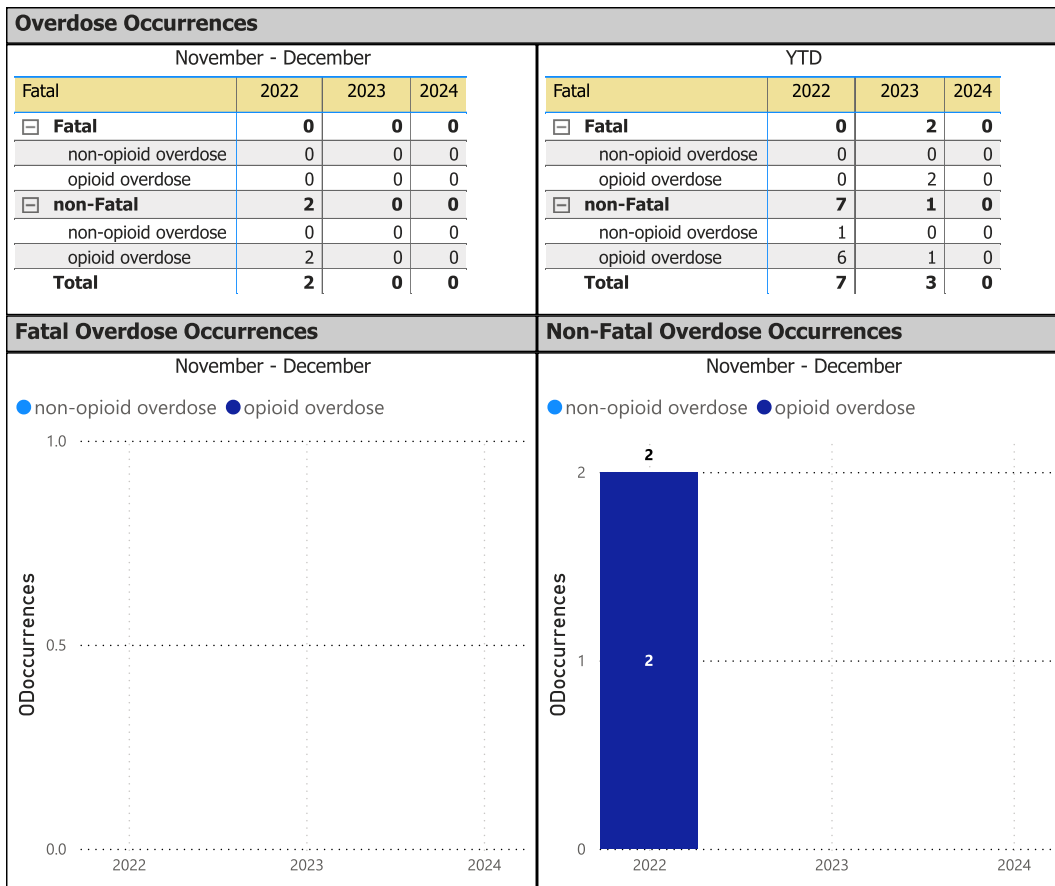 Overdose Occurrences
November - December
Fatal 2022 2023 2024
Fatal 0 0 0
non-opioid overdose 0 0 0
opioid overdose 0 0 0
non-Fatal 2 0 0
non-opioid overdose 0 0 0
opioid overdose 2 0 0
Total 2 0 0
YTD
Fatal 2022 2023 2024
Fatal 0 2 0
non-opioid overdose 0 0 0
opioid overdose 0 2 0
non-Fatal 7 1 0
non-opioid overdose 1 0 0
opioid overdose 6 1 0
Total 7 3 0
Fatal Overdose Occurrences
November - December
non-opioid overdose opioid overdose
1.0
0.5
0.0
ODoccurrences
2022 2023 2024
Non-Fatal Overdose Occurrences
November - December
non-opioid overdose opioid overdose
2
2
1
2
0
ODoccurrences
2022 2023 2024